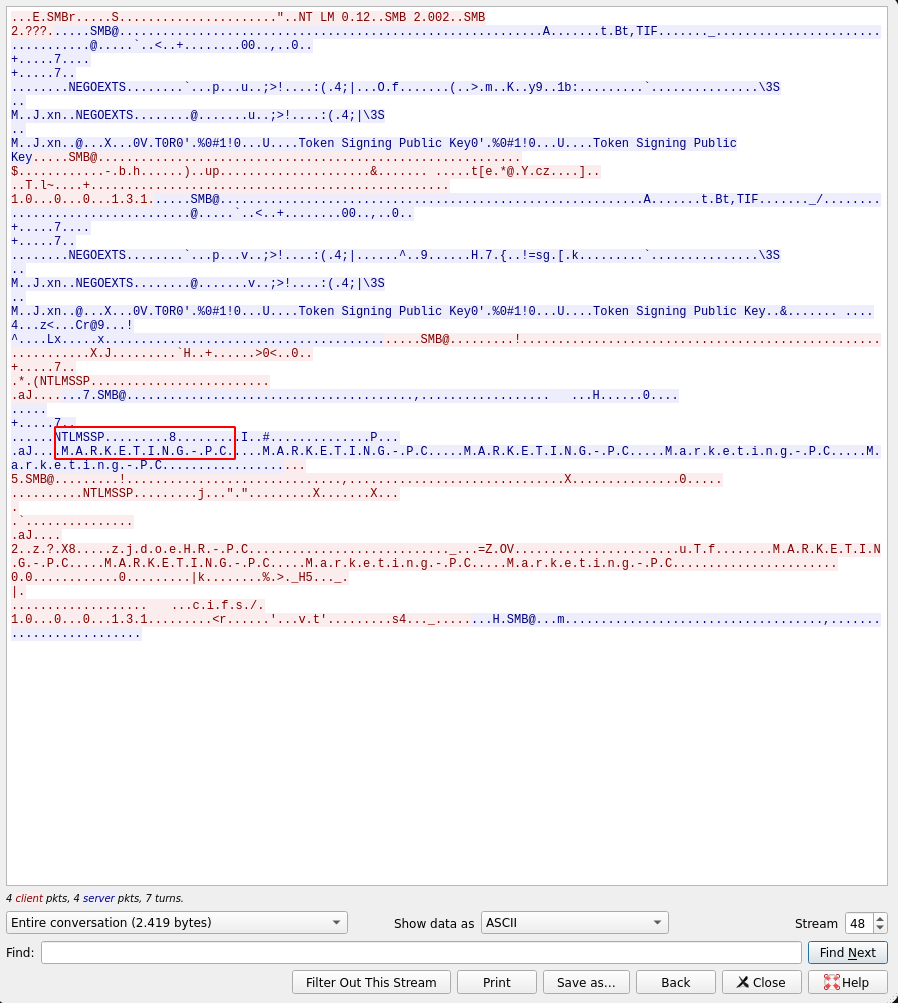 ...E.SMBr.....S......................"..NT LM 0.12..SMB 2.002..SMB
2.???......SMB@...........................................................A.......t.Bt,TIF......._.......................
...........@.....`..<..+........00..,..0..
+.....7....
+.....7..
........NEGOEXTS........`...p...u..;>!....:(.4;|...O.f.......(..>.m..K..y9..1b:.........`...............\3S
..
M..J.xn..NEGOEXTS........@.......u..;>!....:(.4;|\3S
..
M..J.xn..@...X...0V.T0R0'.%0#1!0...U....Token Signing Public Key0'.%0#1!0...U....Token Signing Public
Key.....SMB@...........................................................
$............-.b.h......)..up.....................&....... .....t[e.*@.Y.cz....]..
..T.l~....+..................................................
1.0...0...0...1.3.1......SMB@...........................................................A.......t.Bt,TIF......._/........
.........................@.....`..<..+........00..,..0..
+.....7....
+.....7..
........NEGOEXTS........`...p...v..;>!....:(.4;|......^..9......H.7.{..!=sg.[.k.........`...............\3S
..
M..J.xn..NEGOEXTS........@.......v..;>!....:(.4;|\3S
..
M..J.xn..@...X...0V.T0R0'.%0#1!0...U....Token Signing Public Key0'.%0#1!0...U....Token Signing Public Key..&....... ....
4...z<...Cr@9...!
^....Lx.....x............................................SMB@.........!..................................................
...........X.J.........`H..+......>0<..0..
+.....7..
.*.(NTLMSSP.........................
.aJ.......7.SMB@........................................,.................. ...H......0....
.....
+.....7..
......NTLMSSP.........8.........I..#..............P...
.aJ....M.A.R.K.E.T.I.N.G.-.P.C.....M.A.R.K.E.T.I.N.G.-.P.C.....M.A.R.K.E.T.I.N.G.-.P.C.....M.a.r.k.e.t.i.n.g.-.P.C.....M.
a.r.k.e.t.i.n.g.-.P.C....................
5.SMB@.........!..............................,..............................X...............0.....
..........NTLMSSP.........j...".".........X.......X...
.
.`...............
.aJ....
2..z.?.X8.....z.j.d.o.e.H.R.-.P.C............................_...=Z.OV.......................u.T.f........M.A.R.K.E.T.I.N
.G.-.P.C.....M.A.R.K.E.T.I.N.G.-.P.C.....M.a.r.k.e.t.i.n.g.-.P.C.....M.a.r.k.e.t.i.n.g.-.P.C.......................
0.0............0.........|k........%.>._H5..._.
|.
................... ...c.i.f.s./.
1.0...0...0...1.3.1.........<r......'...v.t'.........s4..._........H.SMB@...m....................................,.......
..................
4 client pkts, 4 server pkts, 7 turns.
Entire conversation (2.419 bytes) Show data as ASCII Stream 48
Find: Find Next
Filter Out This Stream Print Save as… Back Close Help